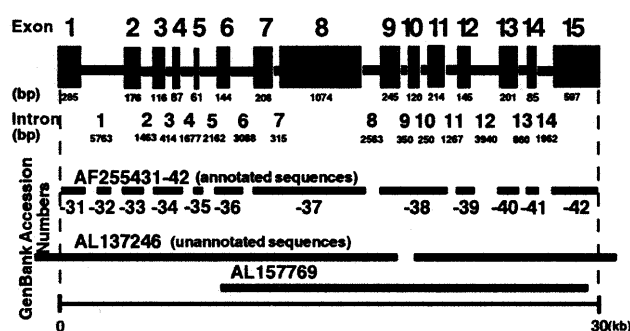 Exon 1 2 3 4 5 6 7 8 9 10 11 12 13 14 15
(bp) 285 176 116 87 61 144 206 1074 245 120 214 145 201 85 597
Intron 1 2 3 4 5 6 7 8 9 10 11 12 13 14
(bp) 5763 1463 414 1677 2162 3088 315 2563 350 250 1267 3940 860 1962
GenBank Accession
Numbers
AF255431-42 (annotated sequences)
-31 -32 -33 -34 -35 -36 -37 -38 -39 -40 -41 -42
AL137246 (unannotated sequences)
AL157769
0 30(kb)